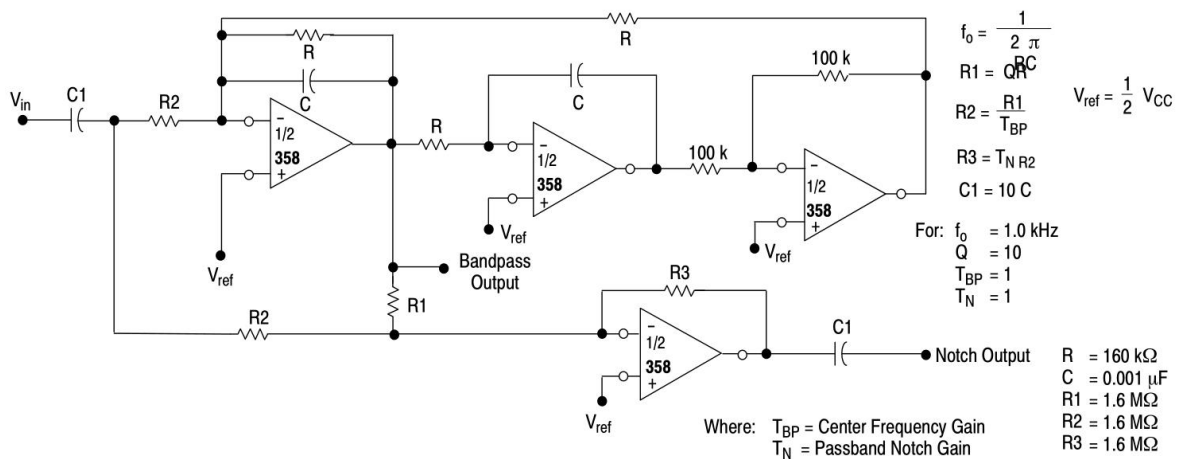 R
R
C
V_in
C1
R2
−
1/2
358
+
V_ref
R
C
−
1/2
358
+
V_ref
100 k
100 k
−
1/2
358
+
V_ref
Bandpass
Output
R1
R2
R3
−
1/2
358
+
V_ref
C1
Notch Output
f_o = 1
2 π RC
R1 = QR
R2 = R1
T_BP
R3 = T_N R2
C1 = 10 C
V_ref = 1/2 V_CC
For: f_o = 1.0 kHz
Q = 10
T_BP = 1
T_N = 1
R = 160 kΩ
C = 0.001 μF
R1 = 1.6 MΩ
R2 = 1.6 MΩ
R3 = 1.6 MΩ
Where: T_BP = Center Frequency Gain
T_N = Passband Notch Gain